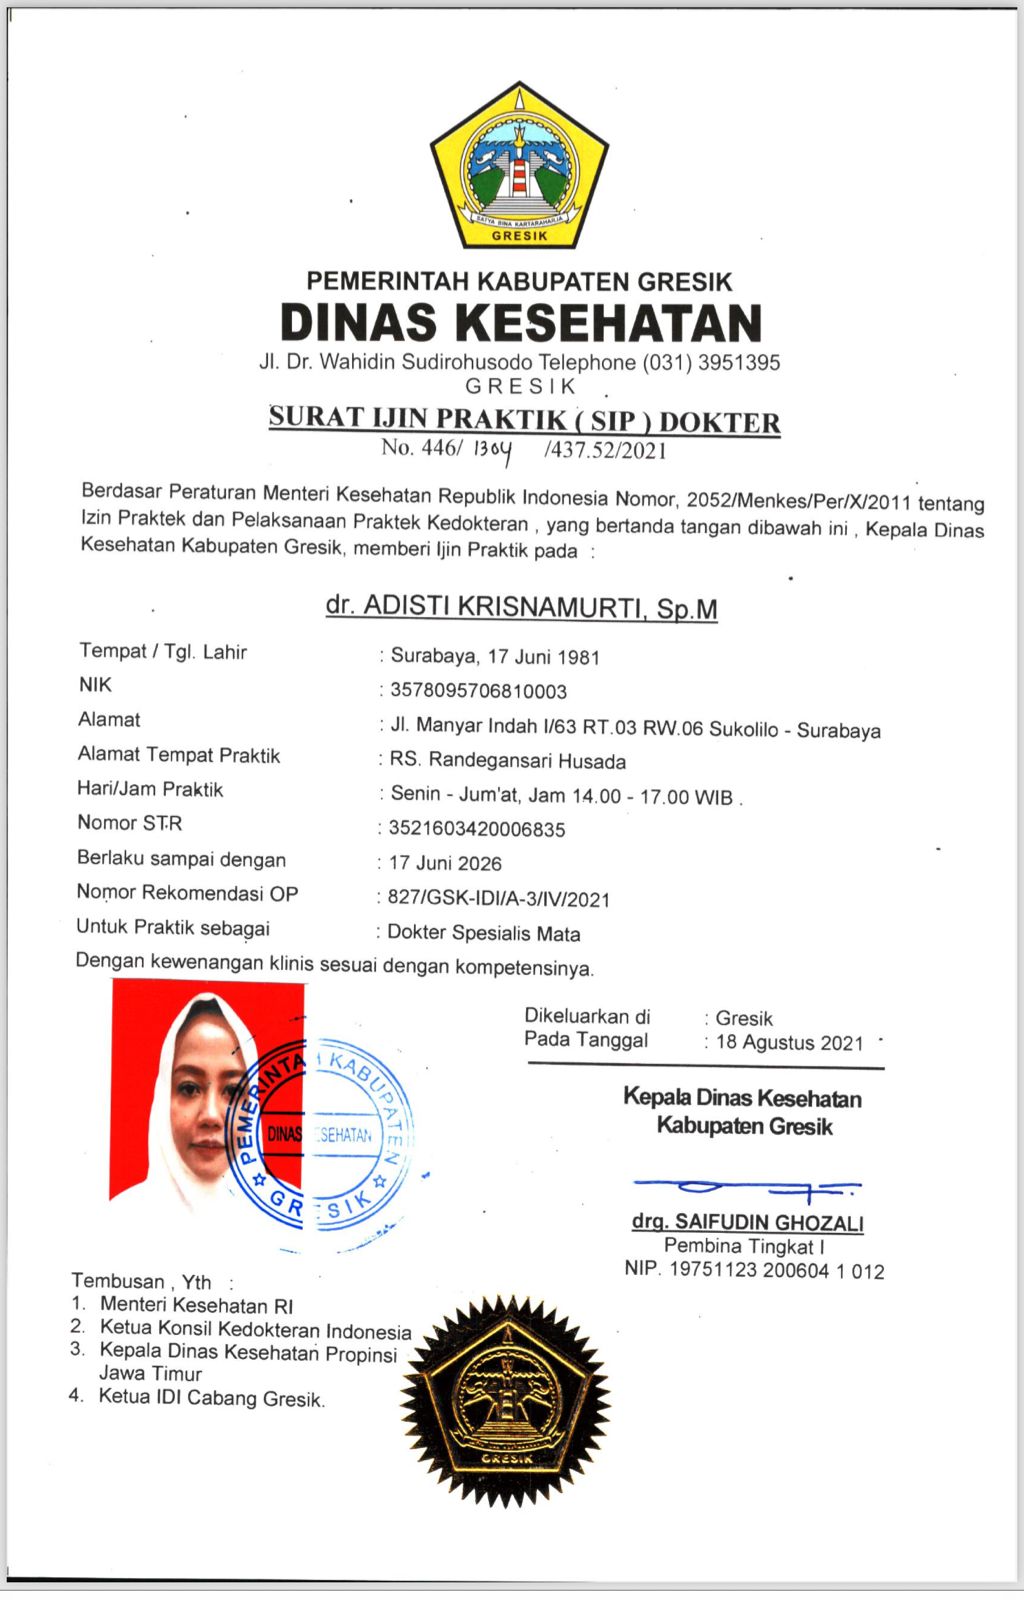 SATYA BINA KARTARAHARJA
GRESIK
PEMERINTAH KABUPATEN GRESIK
DINAS KESEHATAN
Jl. Dr. Wahidin Sudirohusodo Telephone (031) 3951395
GRESIK
SURAT IJIN PRAKTIK ( SIP ) DOKTER
No. 446/ 1304 /437.52/2021
Berdasar Peraturan Menteri Kesehatan Republik Indonesia Nomor, 2052/Menkes/Per/X/2011 tentang
Izin Praktek dan Pelaksanaan Praktek Kedokteran , yang bertanda tangan dibawah ini , Kepala Dinas
Kesehatan Kabupaten Gresik, memberi Ijin Praktik pada :
dr. ADISTI KRISNAMURTI, Sp.M
Tempat / Tgl. Lahir : Surabaya, 17 Juni 1981
NIK : 3578095706810003
Alamat : Jl. Manyar Indah I/63 RT.03 RW.06 Sukolilo - Surabaya
Alamat Tempat Praktik : RS. Randegansari Husada
Hari/Jam Praktik : Senin - Jum'at, Jam 14.00 - 17.00 WIB .
Nomor STR : 3521603420006835
Berlaku sampai dengan : 17 Juni 2026
Nomor Rekomendasi OP : 827/GSK-IDI/A-3/IV/2021
Untuk Praktik sebagai : Dokter Spesialis Mata
Dengan kewenangan klinis sesuai dengan kompetensinya.
Dikeluarkan di : Gresik
Pada Tanggal : 18 Agustus 2021
PEMERINTAH KABUPATEN
DINAS KESEHATAN
GRESIK
Kepala Dinas Kesehatan
Kabupaten Gresik
drg. SAIFUDIN GHOZALI
Pembina Tingkat I
NIP. 19751123 200604 1 012
Tembusan , Yth :
1. Menteri Kesehatan RI
2. Ketua Konsil Kedokteran Indonesia
3. Kepala Dinas Kesehatan Propinsi
Jawa Timur
4. Ketua IDI Cabang Gresik.
GRESIK